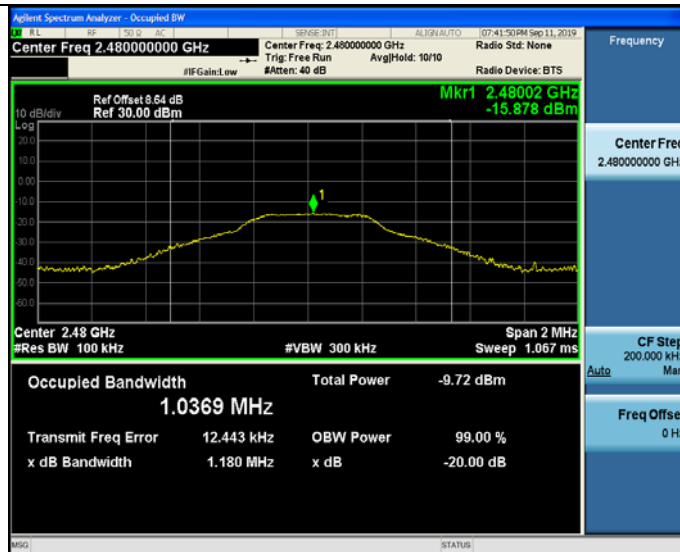 Agilent Spectrum Analyzer - Occupied BW
RL RF 50 Ω AC SENSE:INT ALIGN AUTO 07:41:50 PM Sep 11, 2019
Center Freq 2.480000000 GHz
Center Freq: 2.480000000 GHz
Radio Std: None
Trig: Free Run Avg|Hold: 10/10
#IFGain:Low #Atten: 40 dB Radio Device: BTS
Frequency
Ref Offset 8.64 dB
Mkr1 2.48002 GHz
10 dB/div Ref 30.00 dBm -15.878 dBm
Log
20.0
10.0
0.00
-10.0
-20.0
-30.0
-40.0
-50.0
-60.0
1
Center 2.48 GHz Span 2 MHz
#Res BW 100 kHz #VBW 300 kHz Sweep 1.067 ms
Occupied Bandwidth Total Power -9.72 dBm
1.0369 MHz
Transmit Freq Error 12.443 kHz OBW Power 99.00 %
x dB Bandwidth 1.180 MHz x dB -20.00 dB
Center Fre
2.480000000 GH
CF Step
200.000 kH
Auto Ma
Freq Offse
0 H
MSG STATUS